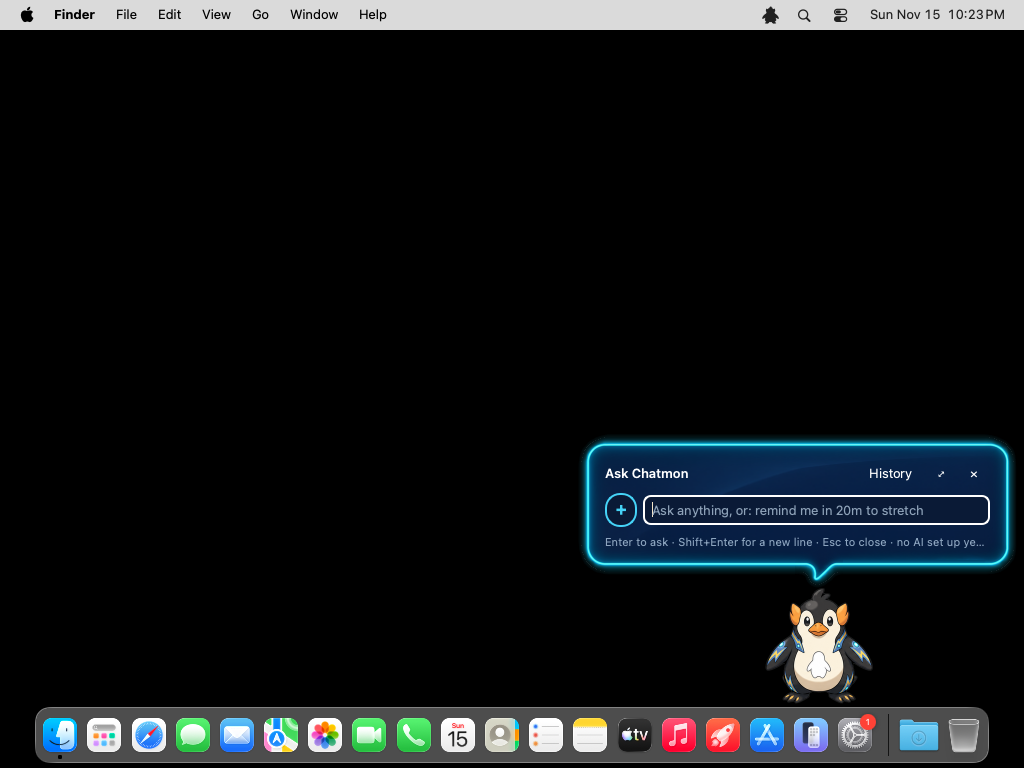 Finder File Edit View Go Window Help Sun Nov 15 10:23 PM
Ask Chatmon History
Ask anything, or: remind me in 20m to stretch
Enter to ask · Shift+Enter for a new line · Esc to close · no AI set up ye...
Sun
15
tv
1